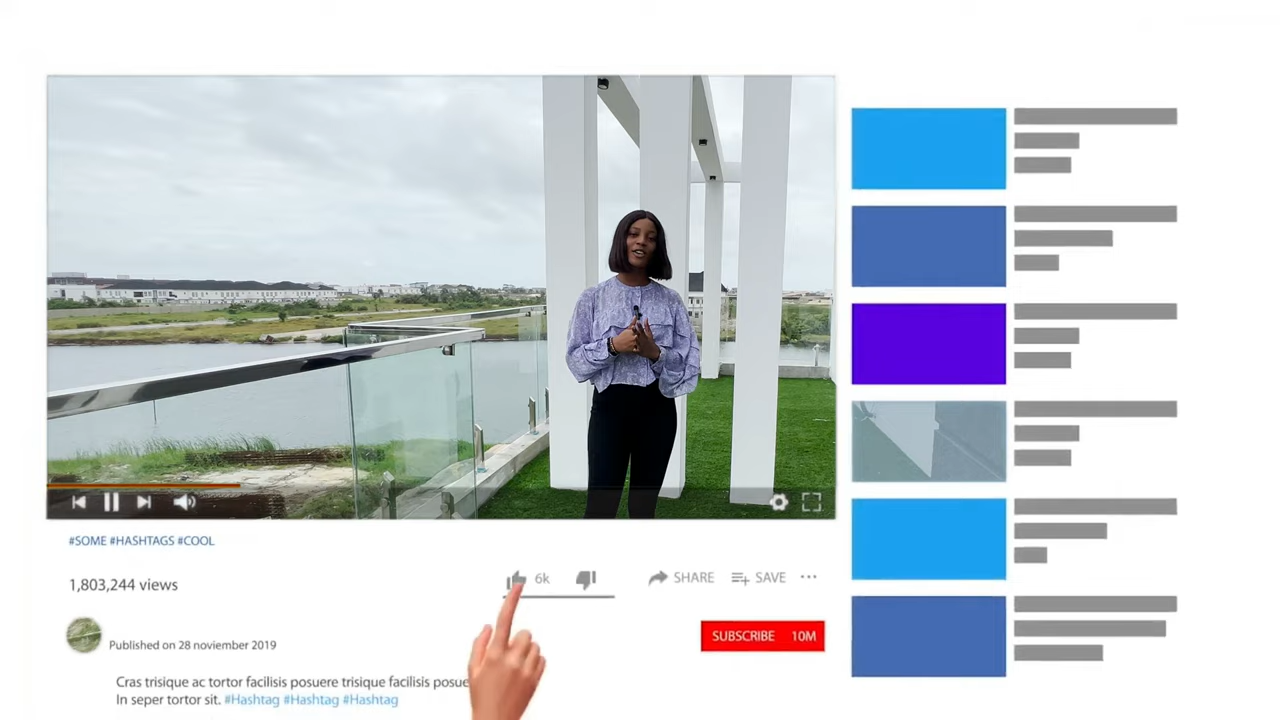 #SOME #HASHTAGS #COOL
1,803,244 views
6k
SHARE
SAVE
SUBSCRIBE 10M
Published on 28 noviembre 2019
Cras trisique ac tortor facilisis posuere trisique facilisis posue
In seper tortor sit. #Hashtag #Hashtag #Hashtag